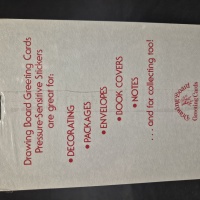 Drawing Board Greeting Cards
Pressure-Sensitive Stickers
are great for:
• DECORATING
• PACKAGES
• ENVELOPES
• BOOK COVERS
• NOTES
. . . and for collecting too!
Drawing Board
Greeting Cards